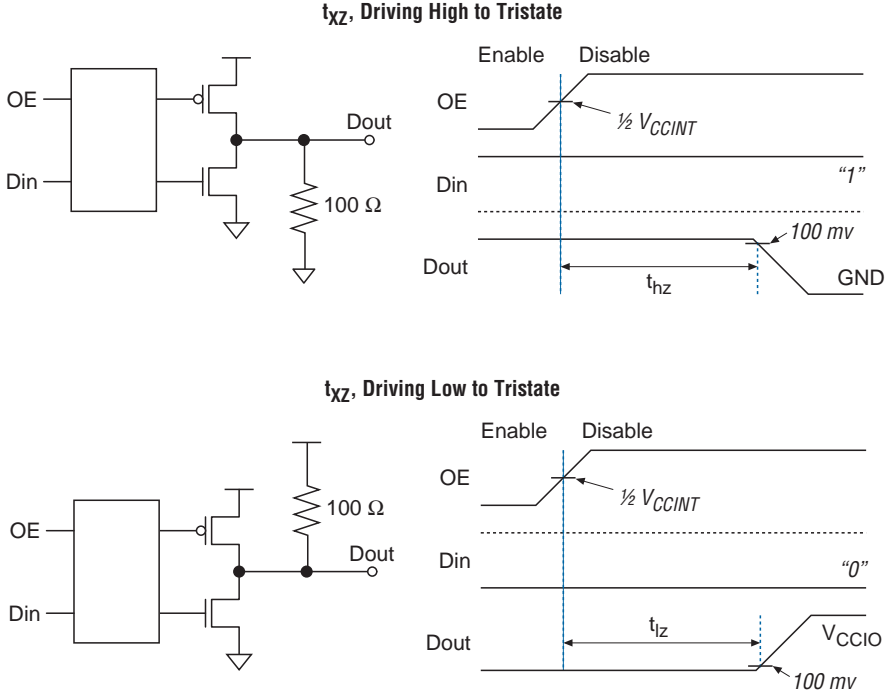 tXZ, Driving High to Tristate
Enable Disable
OE
Din
Dout
100 Ω
OE
½ VCCINT
Din
“1”
Dout
100 mv
thz
GND
tXZ, Driving Low to Tristate
Enable Disable
OE
Din
100 Ω
Dout
OE
½ VCCINT
Din
“0”
Dout
tlz
VCCIO
100 mv